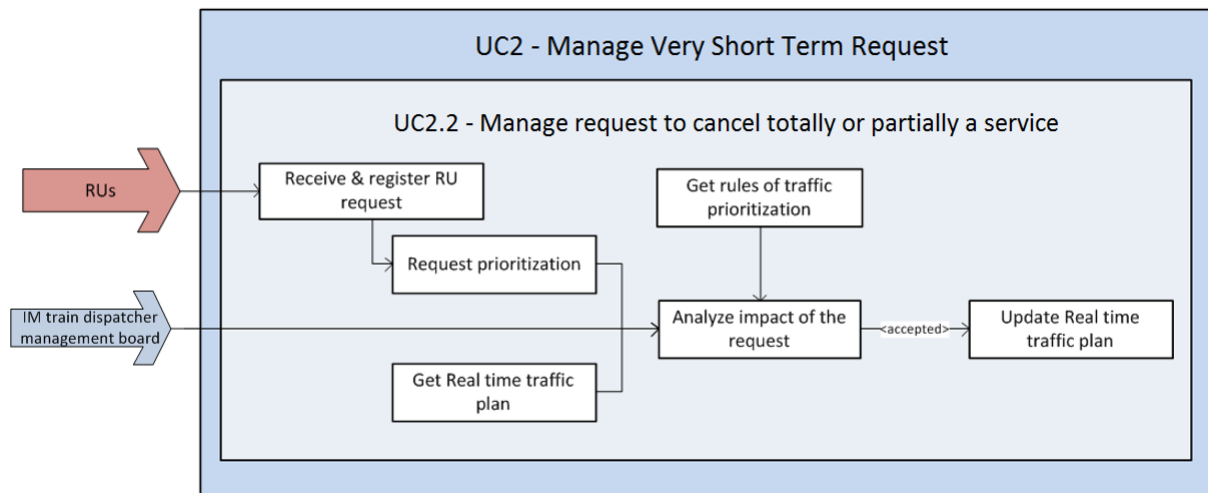 UC2 - Manage Very Short Term Request
UC2.2 - Manage request to cancel totally or partially a service
RUs
Receive & register RU
request
Get rules of traffic
prioritization
Request prioritization
IM train dispatcher
management board
Analyze impact of the
request
<accepted>
Update Real time
traffic plan
Get Real time traffic
plan